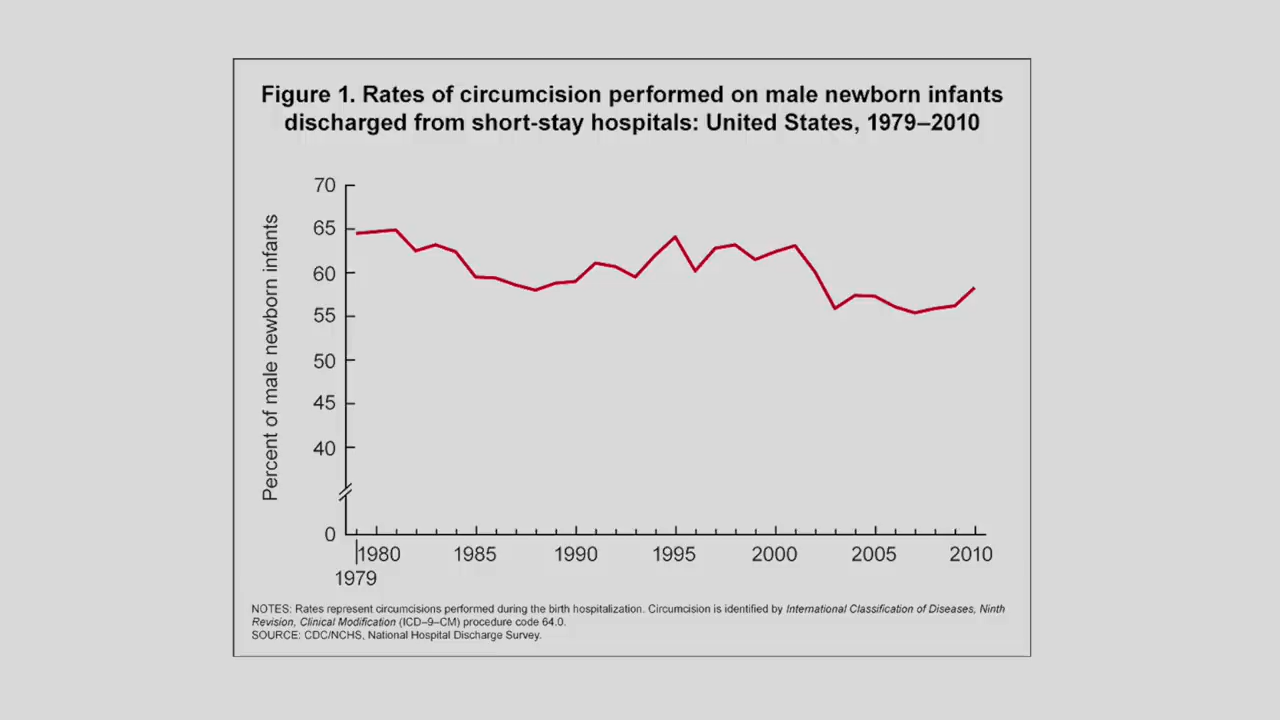 Figure 1. Rates of circumcision performed on male newborn infants
discharged from short-stay hospitals: United States, 1979–2010
Percent of male newborn infants
70
65
60
55
50
45
40
0
1980 1985 1990 1995 2000 2005 2010
1979
NOTES: Rates represent circumcisions performed during the birth hospitalization. Circumcision is identified by International Classification of Diseases, Ninth
Revision, Clinical Modification (ICD–9–CM) procedure code 64.0.
SOURCE: CDC/NCHS, National Hospital Discharge Survey.